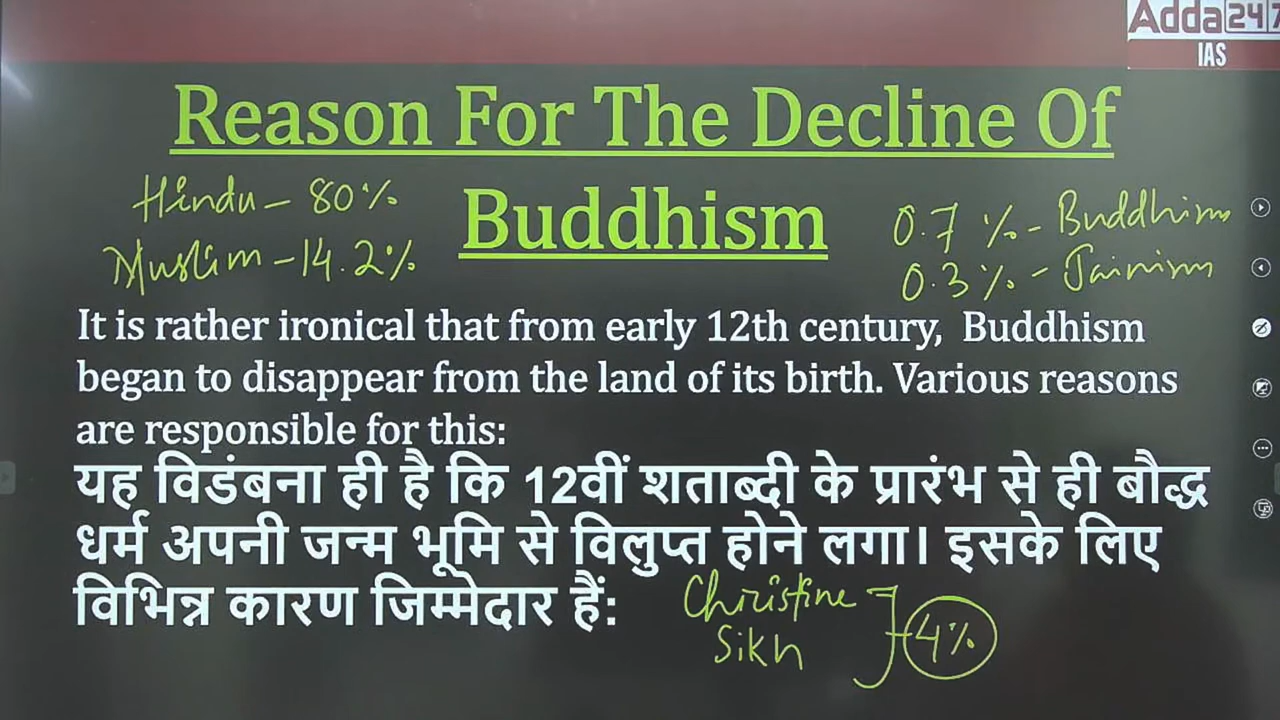 Adda247
IAS
Reason For The Decline Of
Buddhism
Hindu - 80%
Muslim - 14.2%
0.7 % - Buddhism
0.3 % - Jainism
It is rather ironical that from early 12th century, Buddhism
began to disappear from the land of its birth. Various reasons
are responsible for this:
यह विडंबना ही है कि 12वीं शताब्दी के प्रारंभ से ही बौद्ध
धर्म अपनी जन्म भूमि से विलुप्त होने लगा। इसके लिए
विभिन्न कारण जिम्मेदार हैं:
Christine
Sikh
4%